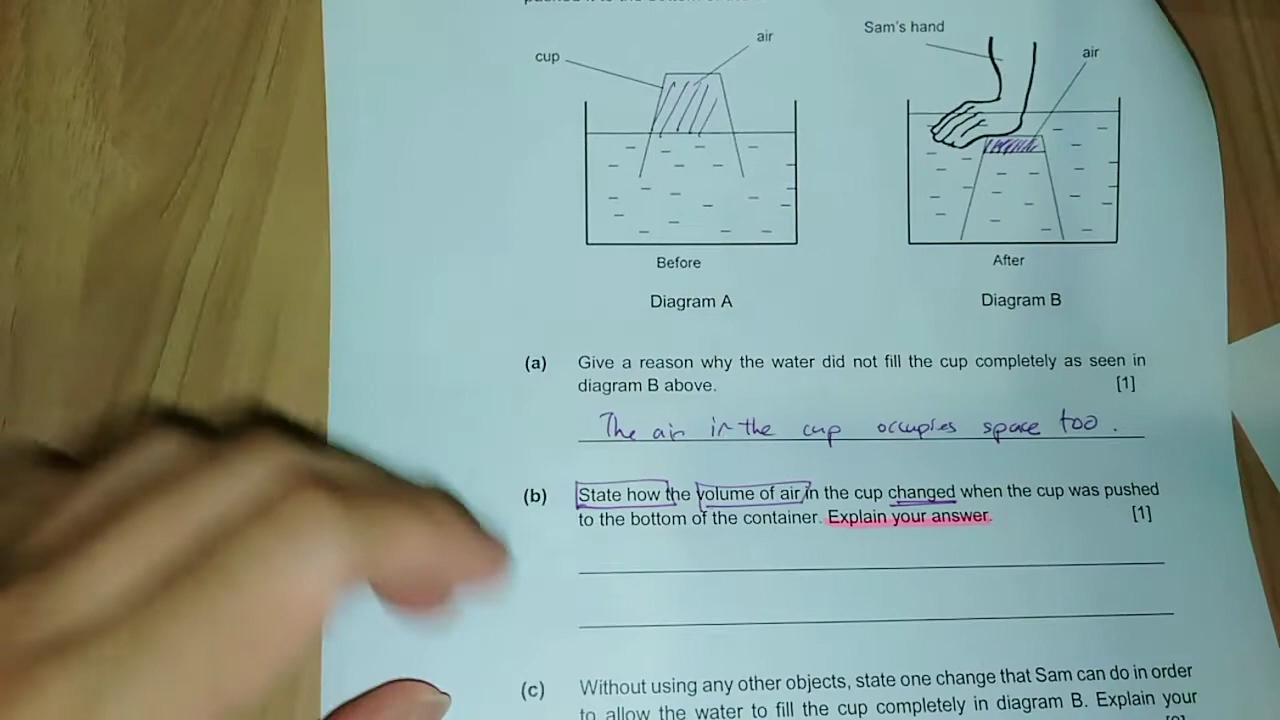 Sam's hand
air
air
cup
Before
After
Diagram A
Diagram B
(a) Give a reason why the water did not fill the cup completely as seen in
diagram B above. [1]
The air in the cup occupies space too.
(b) State how the volume of air in the cup changed when the cup was pushed
to the bottom of the container. Explain your answer. [1]
(c) Without using any other objects, state one change that Sam can do in order
to allow the water to fill the cup completely in diagram B. Explain your